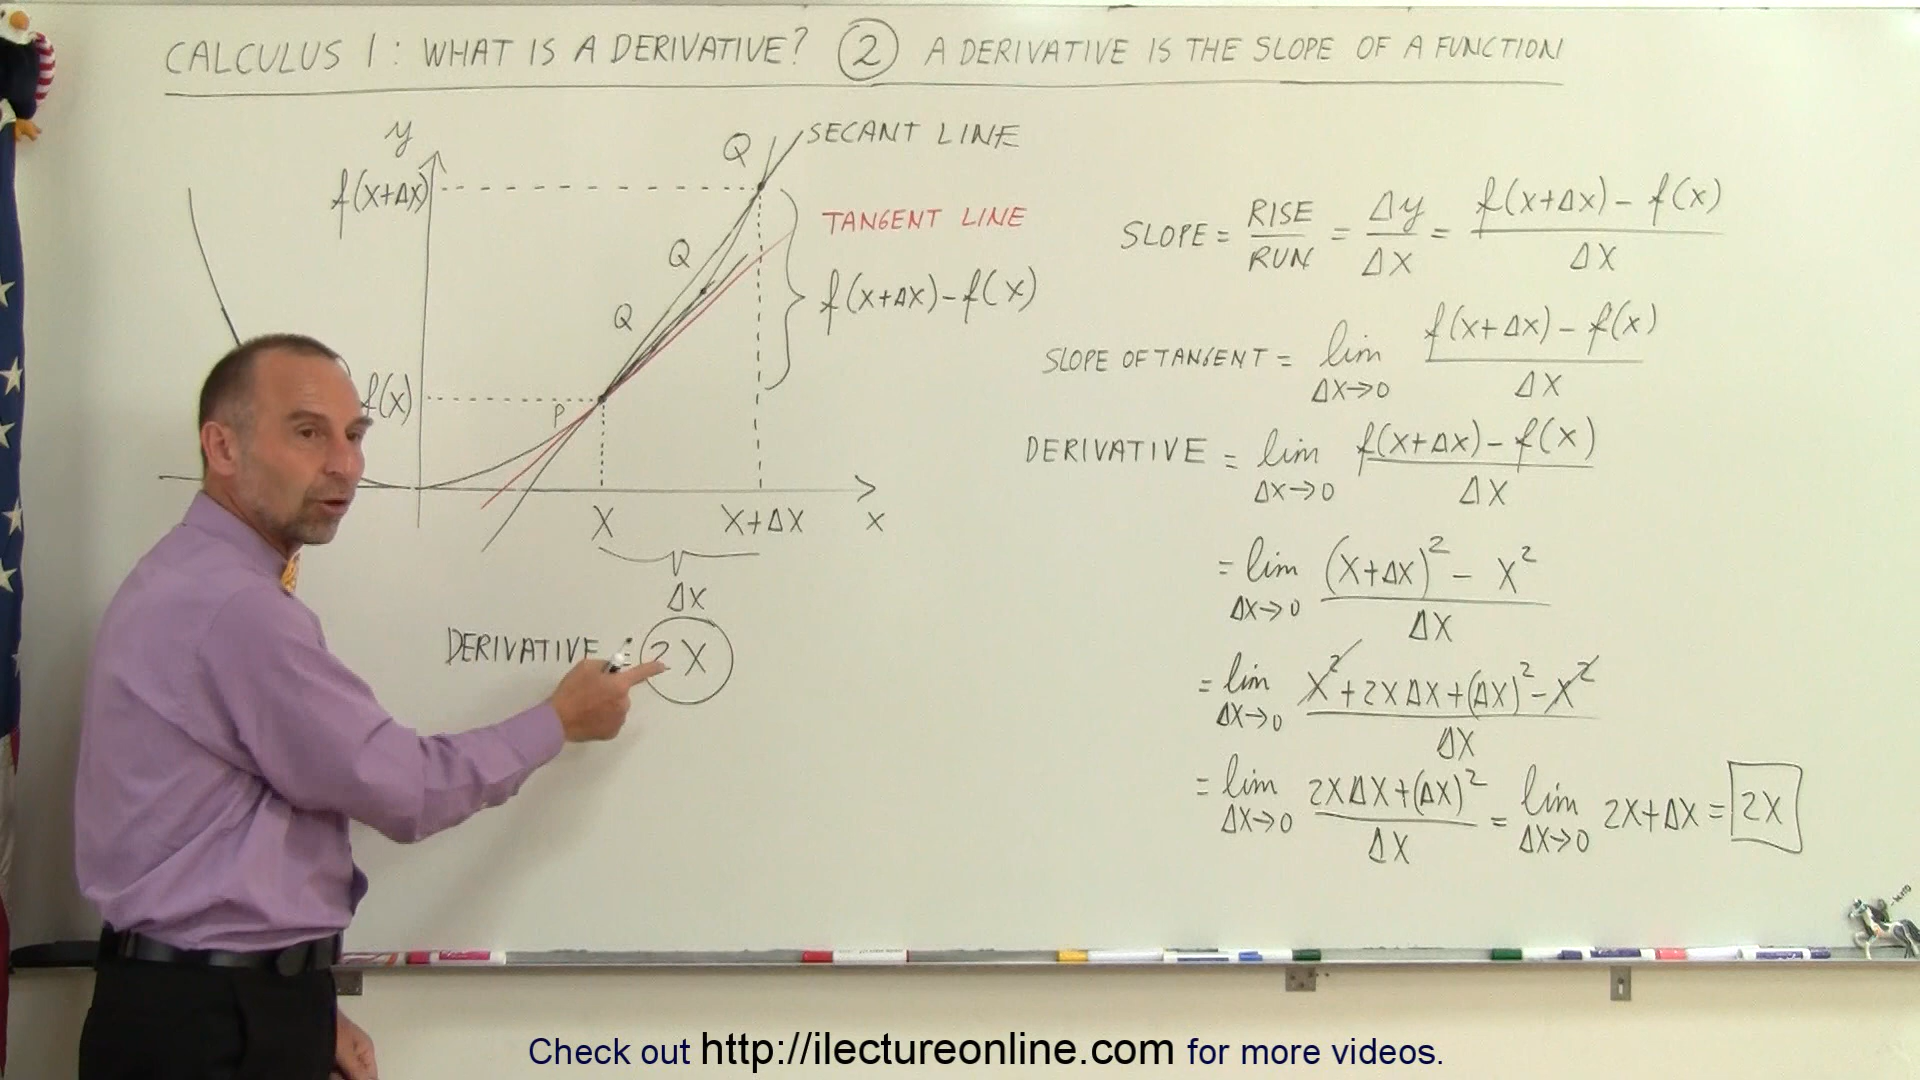 CALCULUS 1: WHAT IS A DERIVATIVE? (2) A DERIVATIVE IS THE SLOPE OF A FUNCTION
y
Q
SECANT LINE
f(x+Δx)
TANGENT LINE
Q
f(x+Δx)-f(x)
Q
f(x)
P
X
X+ΔX
x
ΔX
DERIVATIVE = 2X
SLOPE = RISE/RUN = Δy/ΔX = (f(x+Δx) - f(x))/ΔX
SLOPE OF TANGENT = lim ΔX→0 (f(x+Δx) - f(x))/ΔX
DERIVATIVE = lim ΔX→0 (f(x+Δx) - f(x))/ΔX
= lim ΔX→0 ((X+ΔX)² - X²)/ΔX
= lim ΔX→0 (X²+2XΔX+(ΔX)²-X²)/ΔX
= lim ΔX→0 (2XΔX+(ΔX)²)/ΔX = lim ΔX→0 2X+ΔX = 2X
Check out http://ilectureonline.com for more videos.